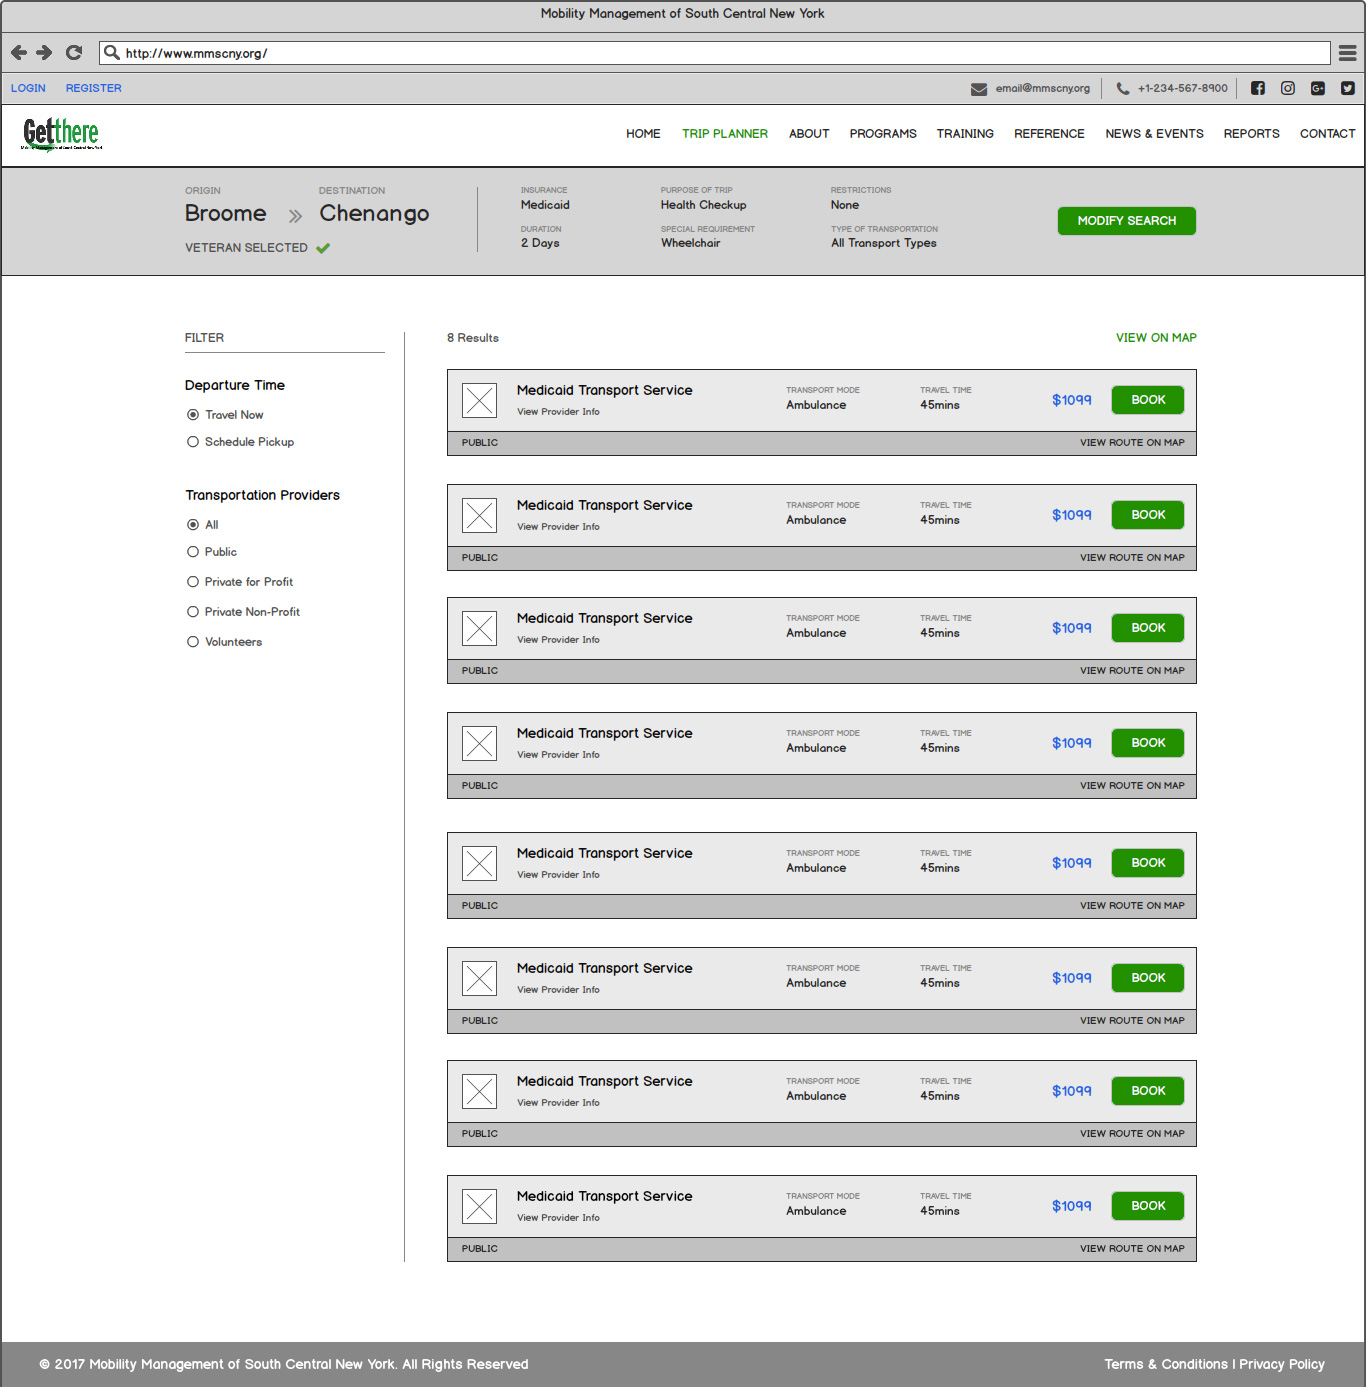 Mobility Management of South Central New York
http://www.mmscny.org/
LOGIN REGISTER email@mmscny.org +1-234-567-8900
Getthere
Mobility Management of South Central New York
HOME TRIP PLANNER ABOUT PROGRAMS TRAINING REFERENCE NEWS & EVENTS REPORTS CONTACT
ORIGIN DESTINATION
Broome Chenango
VETERAN SELECTED
INSURANCE PURPOSE OF TRIP RESTRICTIONS
Medicaid Health Checkup None
DURATION SPECIAL REQUIREMENT TYPE OF TRANSPORTATION
2 Days Wheelchair All Transport Types
MODIFY SEARCH
FILTER
Departure Time
Travel Now
Schedule Pickup
Transportation Providers
All
Public
Private for Profit
Private Non-Profit
Volunteers
8 Results VIEW ON MAP
Medicaid Transport Service TRANSPORT MODE TRAVEL TIME
View Provider Info Ambulance 45mins $1099 BOOK
PUBLIC VIEW ROUTE ON MAP
Medicaid Transport Service TRANSPORT MODE TRAVEL TIME
View Provider Info Ambulance 45mins $1099 BOOK
PUBLIC VIEW ROUTE ON MAP
Medicaid Transport Service TRANSPORT MODE TRAVEL TIME
View Provider Info Ambulance 45mins $1099 BOOK
PUBLIC VIEW ROUTE ON MAP
Medicaid Transport Service TRANSPORT MODE TRAVEL TIME
View Provider Info Ambulance 45mins $1099 BOOK
PUBLIC VIEW ROUTE ON MAP
Medicaid Transport Service TRANSPORT MODE TRAVEL TIME
View Provider Info Ambulance 45mins $1099 BOOK
PUBLIC VIEW ROUTE ON MAP
Medicaid Transport Service TRANSPORT MODE TRAVEL TIME
View Provider Info Ambulance 45mins $1099 BOOK
PUBLIC VIEW ROUTE ON MAP
Medicaid Transport Service TRANSPORT MODE TRAVEL TIME
View Provider Info Ambulance 45mins $1099 BOOK
PUBLIC VIEW ROUTE ON MAP
Medicaid Transport Service TRANSPORT MODE TRAVEL TIME
View Provider Info Ambulance 45mins $1099 BOOK
PUBLIC VIEW ROUTE ON MAP
© 2017 Mobility Management of South Central New York. All Rights Reserved Terms & Conditions | Privacy Policy